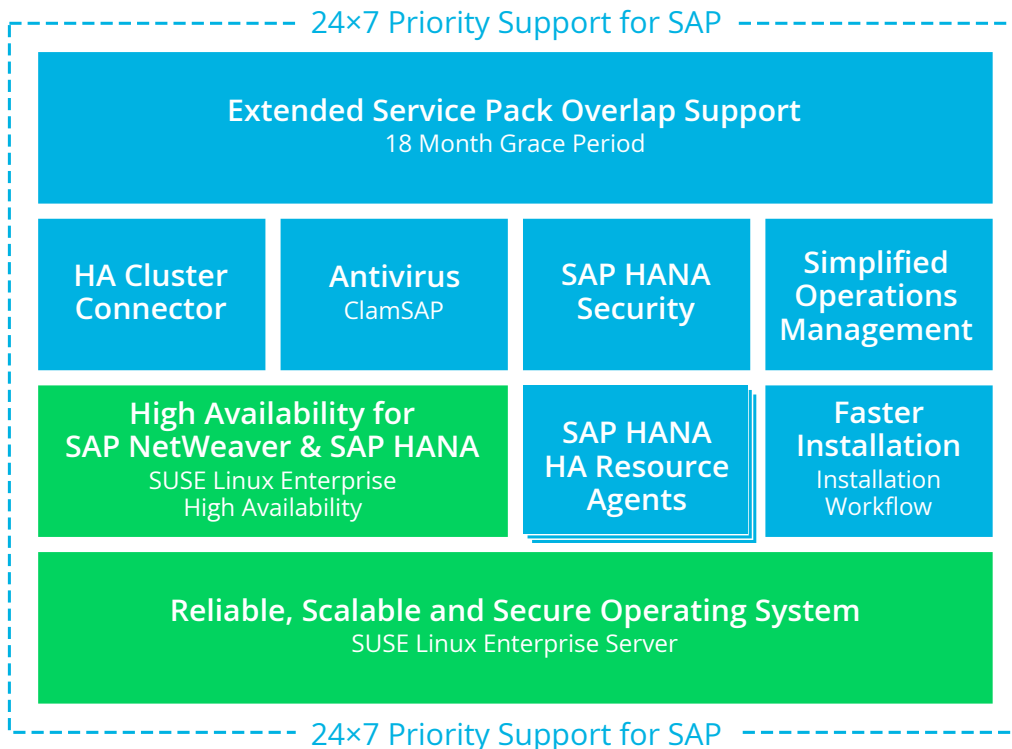 24×7 Priority Support for SAP
Extended Service Pack Overlap Support
18 Month Grace Period
HA Cluster
Connector
Antivirus
ClamSAP
SAP HANA
Security
Simplified
Operations
Management
High Availability for
SAP NetWeaver & SAP HANA
SUSE Linux Enterprise
High Availability
SAP HANA
HA Resource
Agents
Faster
Installation
Installation
Workflow
Reliable, Scalable and Secure Operating System
SUSE Linux Enterprise Server
24×7 Priority Support for SAP